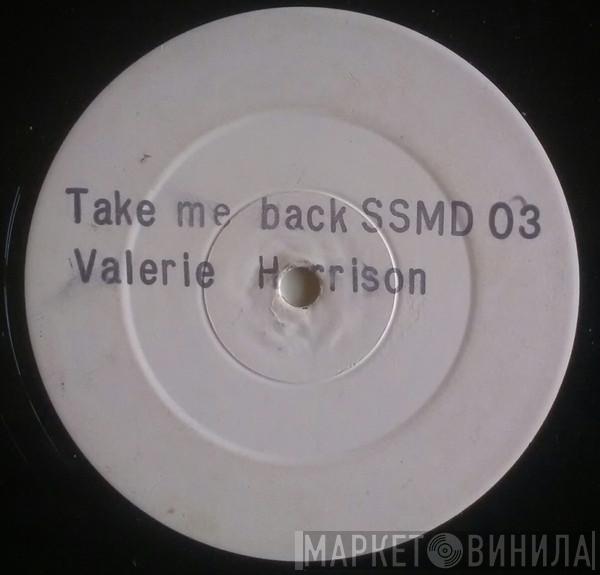 Take me back SSMD 03
Valerie Harrison
МАРКЕТ ВИНИЛА